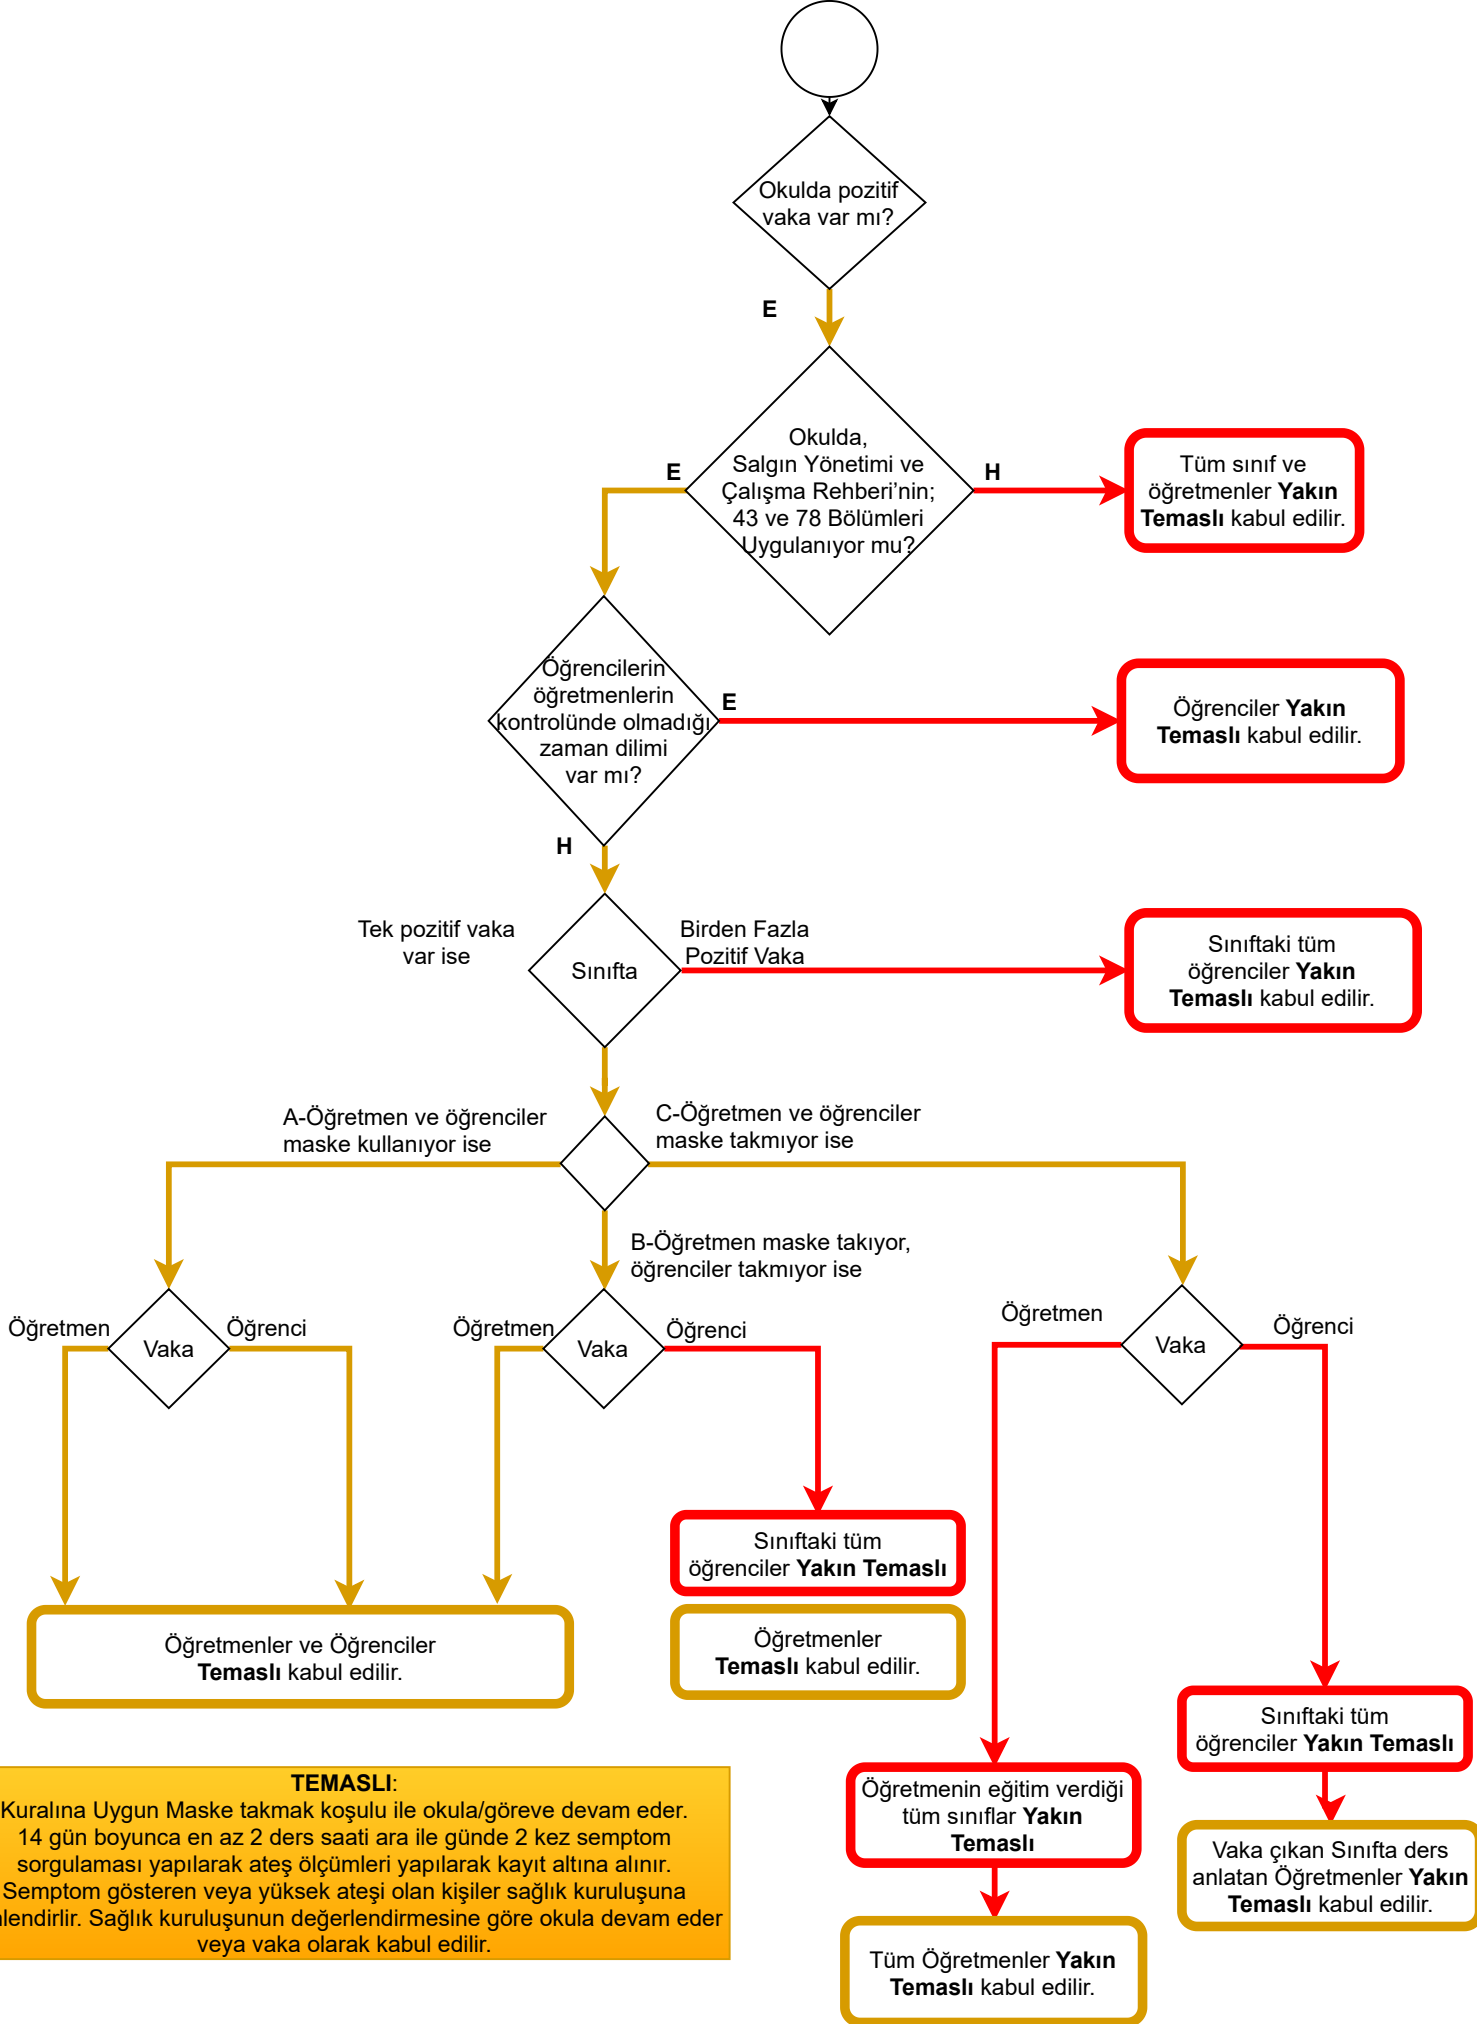 Okulda pozitif
vaka var mı?
E
Okulda,
Salgın Yönetimi ve
Çalışma Rehberi’nin;
43 ve 78 Bölümleri
Uygulanıyor mu?
E
H
Tüm sınıf ve
öğretmenler Yakın
Temaslı kabul edilir.
Öğrencilerin
öğretmenlerin
kontrolünde olmadığı
zaman dilimi
var mı?
E
Öğrenciler Yakın
Temaslı kabul edilir.
H
Tek pozitif vaka
var ise
Sınıfta
Birden Fazla
Pozitif Vaka
Sınıftaki tüm
öğrenciler Yakın
Temaslı kabul edilir.
A-Öğretmen ve öğrenciler
maske kullanıyor ise
C-Öğretmen ve öğrenciler
maske takmıyor ise
B-Öğretmen maske takıyor,
öğrenciler takmıyor ise
Öğretmen
Vaka
Öğrenci
Öğretmen
Vaka
Öğrenci
Öğretmen
Vaka
Öğrenci
Sınıftaki tüm
öğrenciler Yakın Temaslı
Öğretmenler
Temaslı kabul edilir.
Öğretmenler ve Öğrenciler
Temaslı kabul edilir.
Sınıftaki tüm
öğrenciler Yakın Temaslı
Öğretmenin eğitim verdiği
tüm sınıflar Yakın
Temaslı
Vaka çıkan Sınıfta ders
anlatan Öğretmenler Yakın
Temaslı kabul edilir.
Tüm Öğretmenler Yakın
Temaslı kabul edilir.
TEMASLI:
Kuralına Uygun Maske takmak koşulu ile okula/göreve devam eder.
14 gün boyunca en az 2 ders saati ara ile günde 2 kez semptom
sorgulaması yapılarak ateş ölçümleri yapılarak kayıt altına alınır.
Semptom gösteren veya yüksek ateşi olan kişiler sağlık kuruluşuna
Sağlık kuruluşunun değerlendirmesine göre okula devam eder
veya vaka olarak kabul edilir.